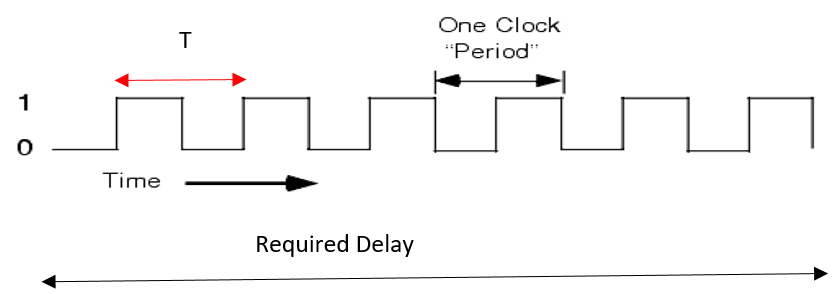 T
One Clock
"Period"
1
0
Time
Required Delay